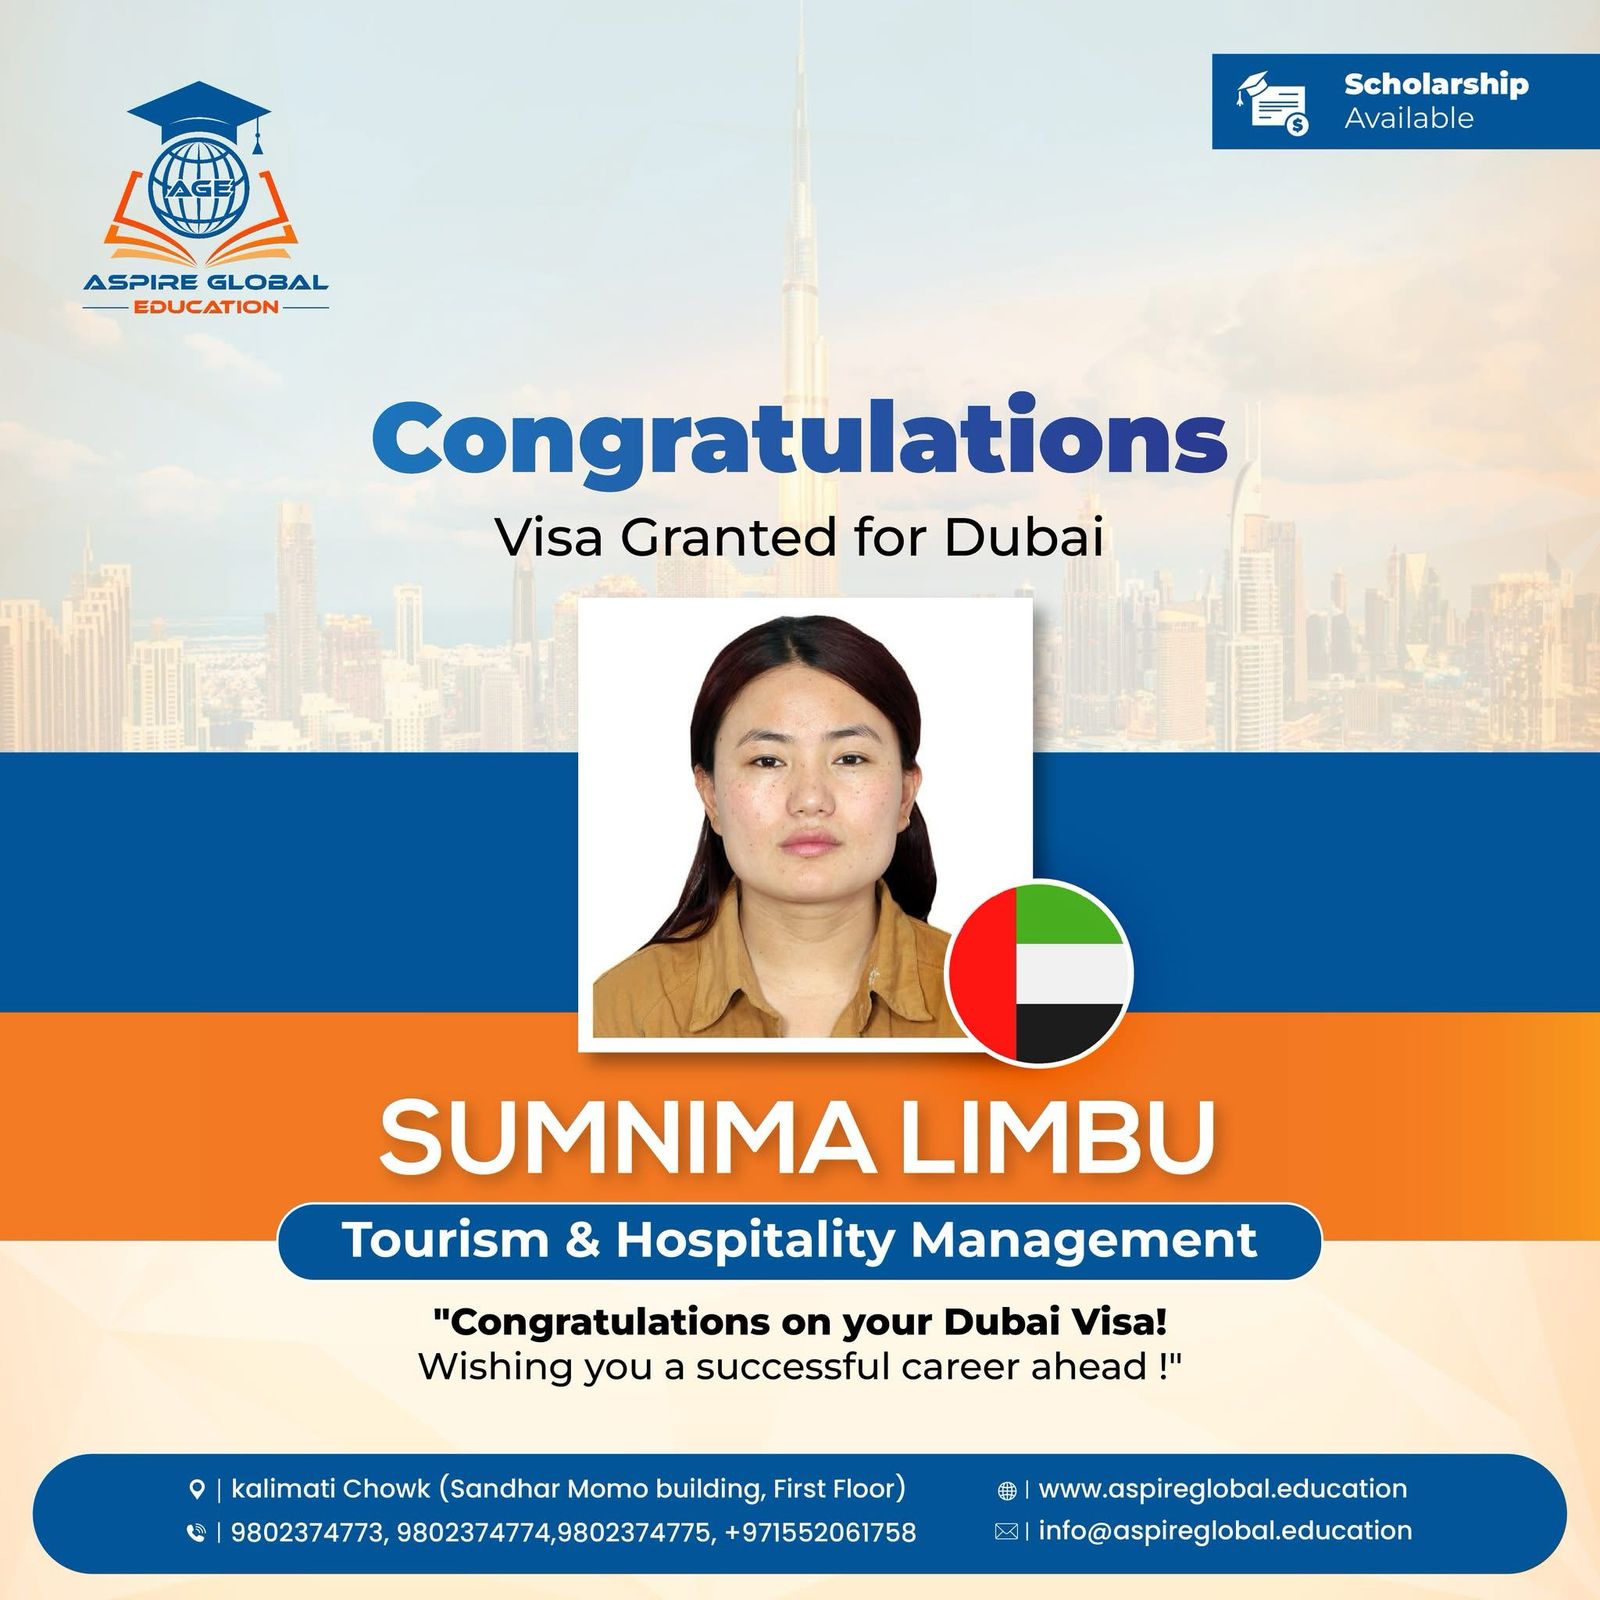 Scholarship
Available
AGE
ASPIRE GLOBAL
EDUCATION
Congratulations
Visa Granted for Dubai
SUMNIMA LIMBU
Tourism & Hospitality Management
"Congratulations on your Dubai Visa!
Wishing you a successful career ahead !"
kalimati Chowk (Sandhar Momo building, First Floor)
9802374773, 9802374774,9802374775, +971552061758
www.aspireglobal.education
info@aspireglobal.education